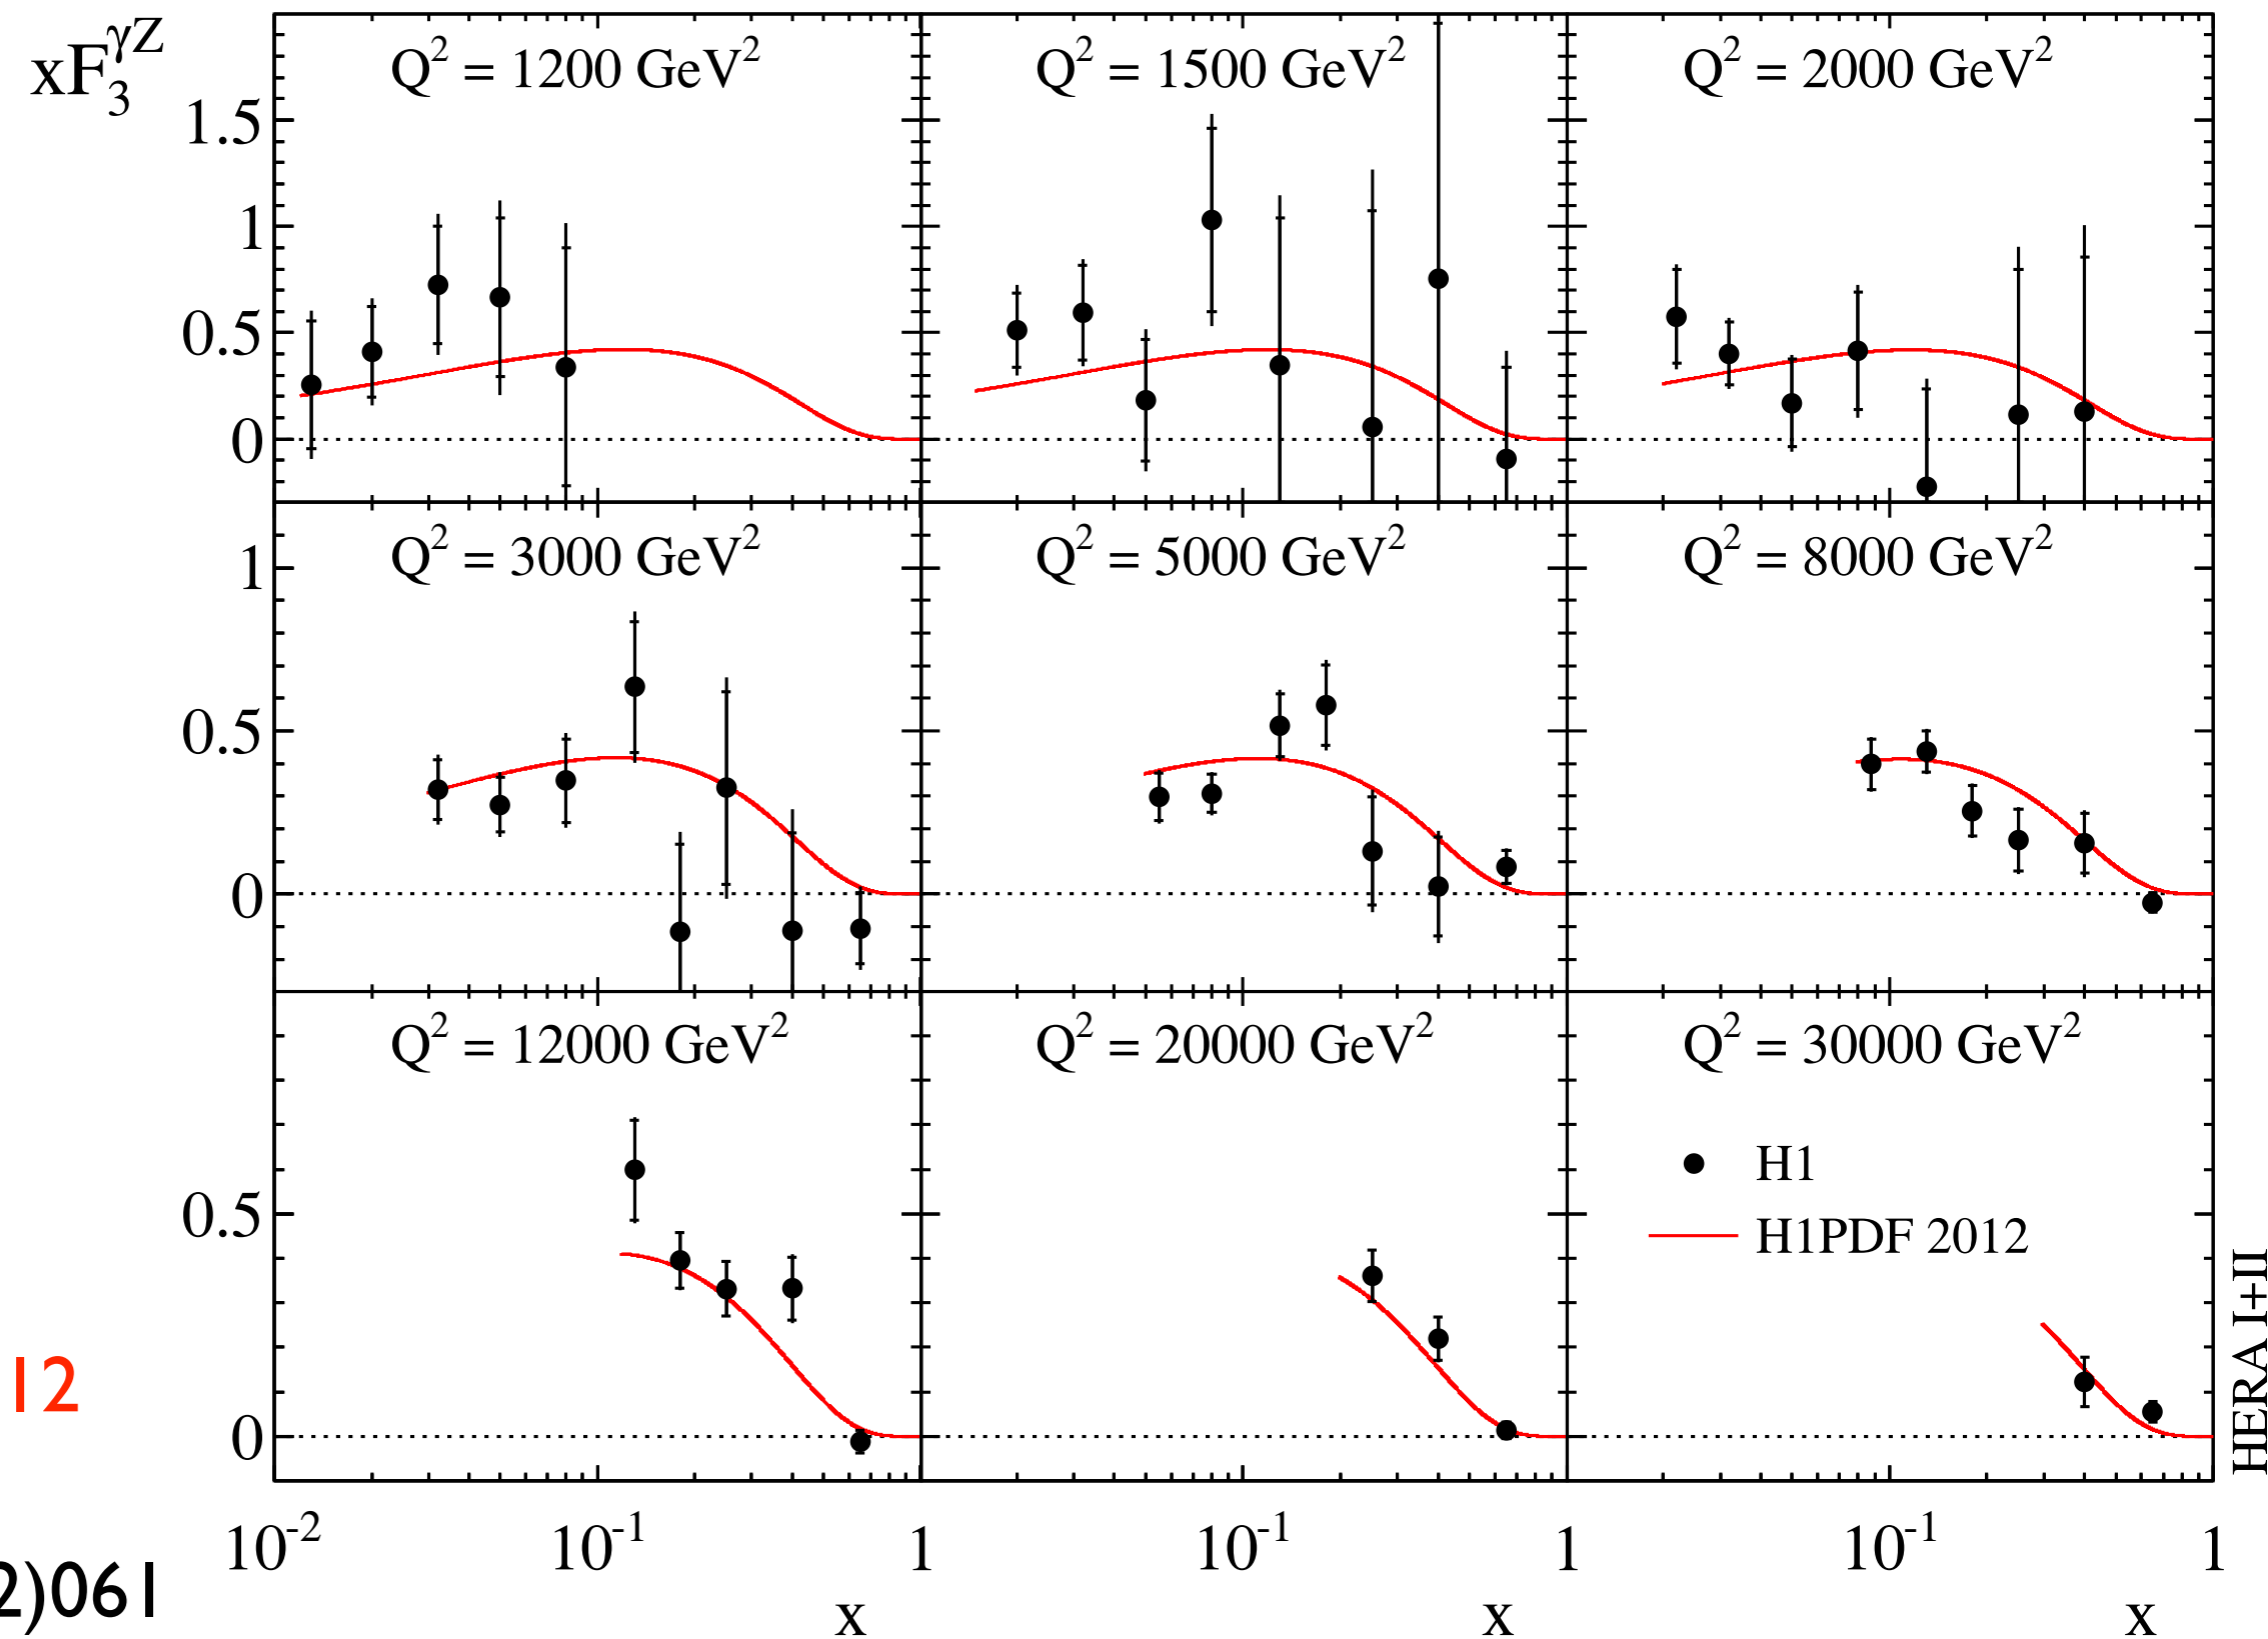 xF₃^γZ
Q² = 1200 GeV²
Q² = 1500 GeV²
Q² = 2000 GeV²
1.5
1
0.5
0
Q² = 3000 GeV²
Q² = 5000 GeV²
Q² = 8000 GeV²
1
0.5
0
Q² = 12000 GeV²
Q² = 20000 GeV²
Q² = 30000 GeV²
H1
H1PDF 2012
0.5
0
HERA I+II
12
10⁻² 10⁻¹ 1 10⁻¹ 1 10⁻¹ 1
2)061
x x x